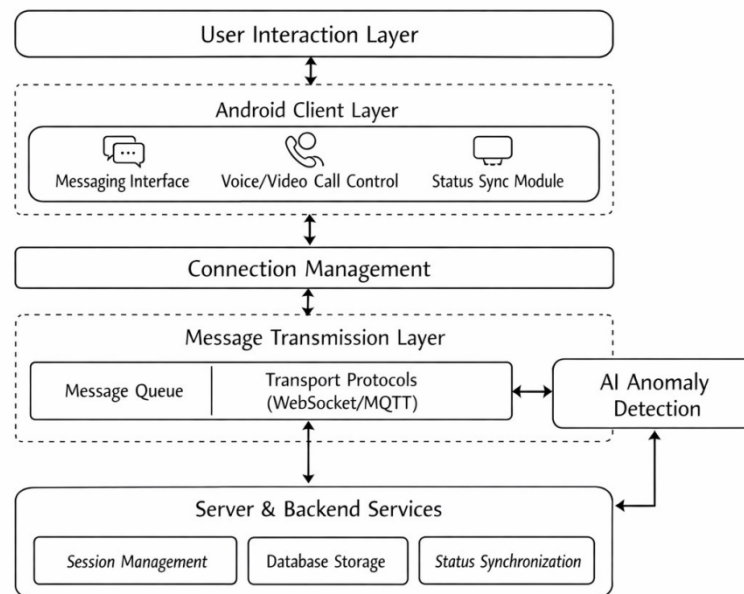 User Interaction Layer
Android Client Layer
Messaging Interface
Voice/Video Call Control
Status Sync Module
Connection Management
Message Transmission Layer
Message Queue
Transport Protocols
(WebSocket/MQTT)
AI Anomaly
Detection
Server & Backend Services
Session Management
Database Storage
Status Synchronization